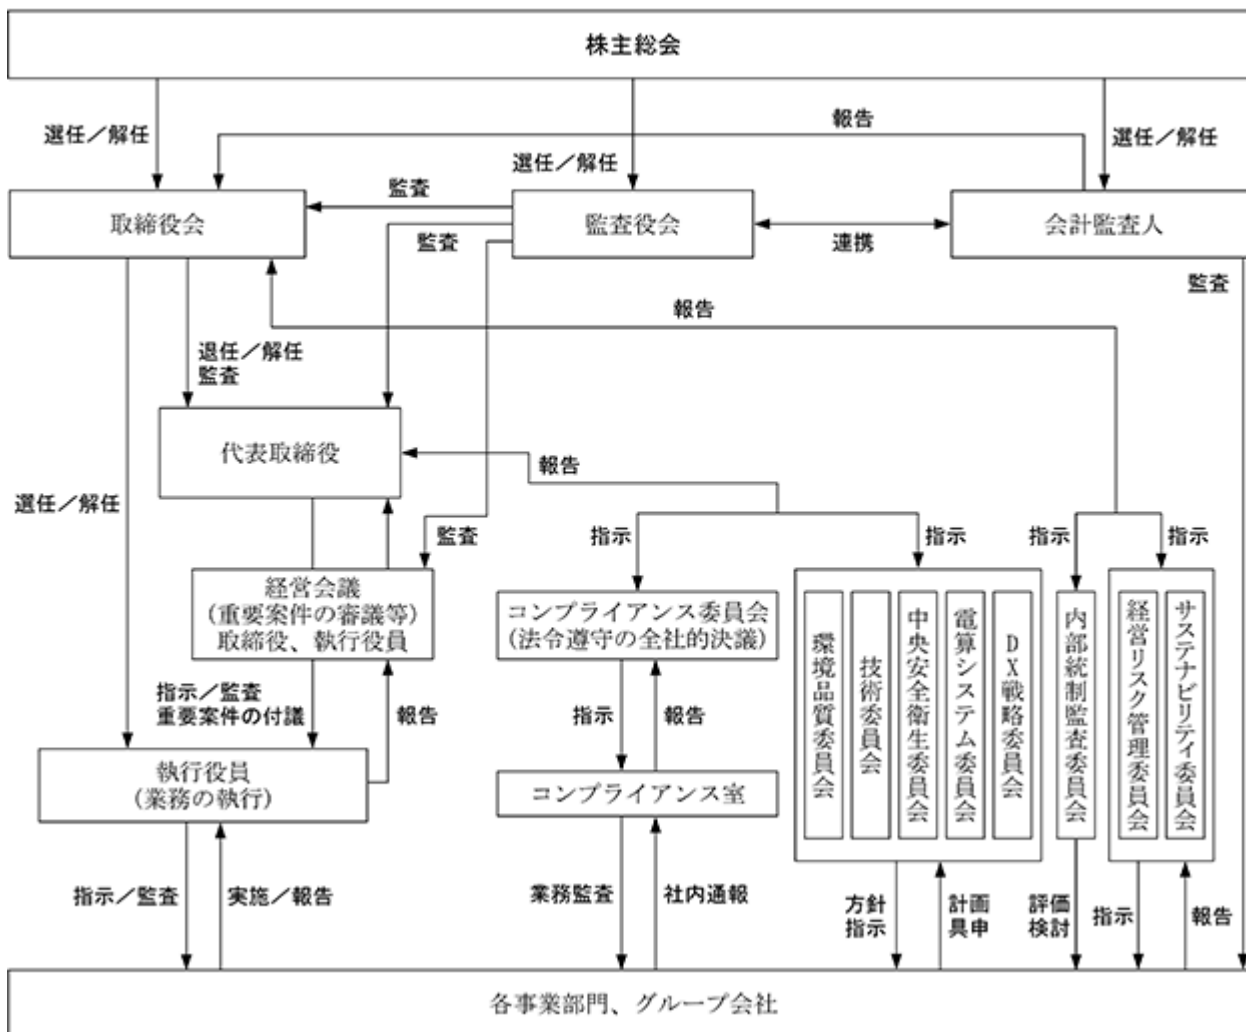 株主総会
選任／解任
選任／解任
選任／解任
報告
取締役会
監査
監査役会
連携
会計監査人
監査
監査
報告
退任／解任
監査
代表取締役
報告
選任／解任
監査
指示
指示
指示
指示
経営会議
(重要案件の審議等)
取締役、執行役員
コンプライアンス委員会
(法令遵守の全社的決議)
環境品質委員会
技術委員会
中央安全衛生委員会
電算システム委員会
DX戦略委員会
内部統制監査委員会
経営リスク管理委員会
サステナビリティ委員会
指示／監査
重要案件の付議
報告
指示
報告
執行役員
(業務の執行)
コンプライアンス室
指示／監査
実施／報告
業務監査
社内通報
方針
指示
計画
具申
評価
検討
指示
報告
各事業部門、グループ会社